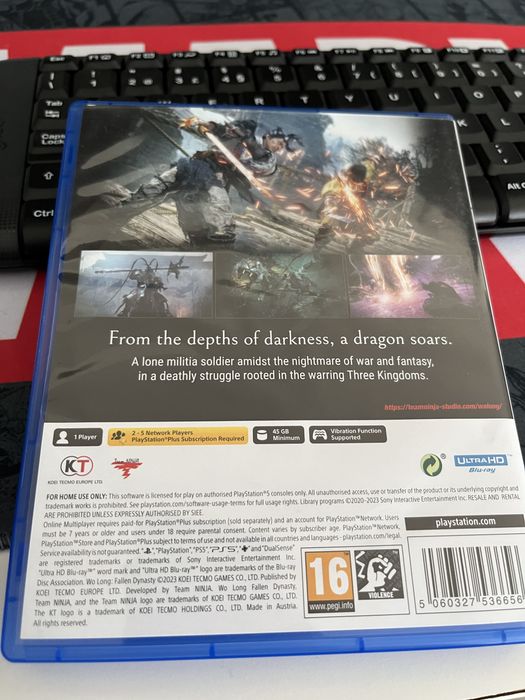 Esc
Tab
Caps
Lock
Ctrl
E R T Y U I O P
K L
Alt
From the depths of darkness, a dragon soars.
A lone militia soldier amidst the nightmare of war and fantasy,
in a deathly struggle rooted in the warring Three Kingdoms.
https://teamninja-studio.com/wolong/
1 Player
2 - 5 Network Players
PlayStation®Plus Subscription Required
45 GB
Minimum
Vibration Function
Supported
KT
KOEI TECMO EUROPE LTD.
ULTRA HD
Blu-ray
FOR HOME USE ONLY: This software is licensed for play on authorised PlayStation®5 consoles only. All unauthorised access, use or transfer of the product or its underlying copyright and
trademark works is prohibited. See playstation.com/software-usage-terms for full usage rights. Library programs ©2020-2023 Sony Interactive Entertainment Inc. RESALE AND RENTAL
ARE PROHIBITED UNLESS EXPRESSLY AUTHORISED BY SIEE.
Online Multiplayer requires paid-for PlayStation®Plus subscription (sold separately) and an account for PlayStation™Network. Users
must be 7 years or older and users under 18 require parental consent. Content varies by subscriber age. PlayStation™Network,
PlayStation™Store and PlayStation®Plus subject to terms of use and not available in all countries and languages - playstation.com/legal.
Service availability is not guaranteed. "PlayStation", "PS5", "PS5", and "DualSense"
are registered trademarks or trademarks of Sony Interactive Entertainment Inc.
"Ultra HD Blu-ray™" word mark and "Ultra HD Blu-ray™" logo are trademarks of the Blu-ray
Disc Association. Wo Long: Fallen Dynasty ©2023 KOEI TECMO GAMES CO., LTD. Published by
KOEI TECMO EUROPE LTD. Developed by Team NINJA. Wo Long Fallen Dynasty,
Team NINJA, and the Team NINJA logo are trademarks of KOEI TECMO GAMES CO., LTD.
The KT logo is a trademark of KOEI TECMO HOLDINGS CO., LTD. Made in Austria.
All rights reserved.
playstation.com
16
www.pegi.info
VIOLENCE
5 060327 536656